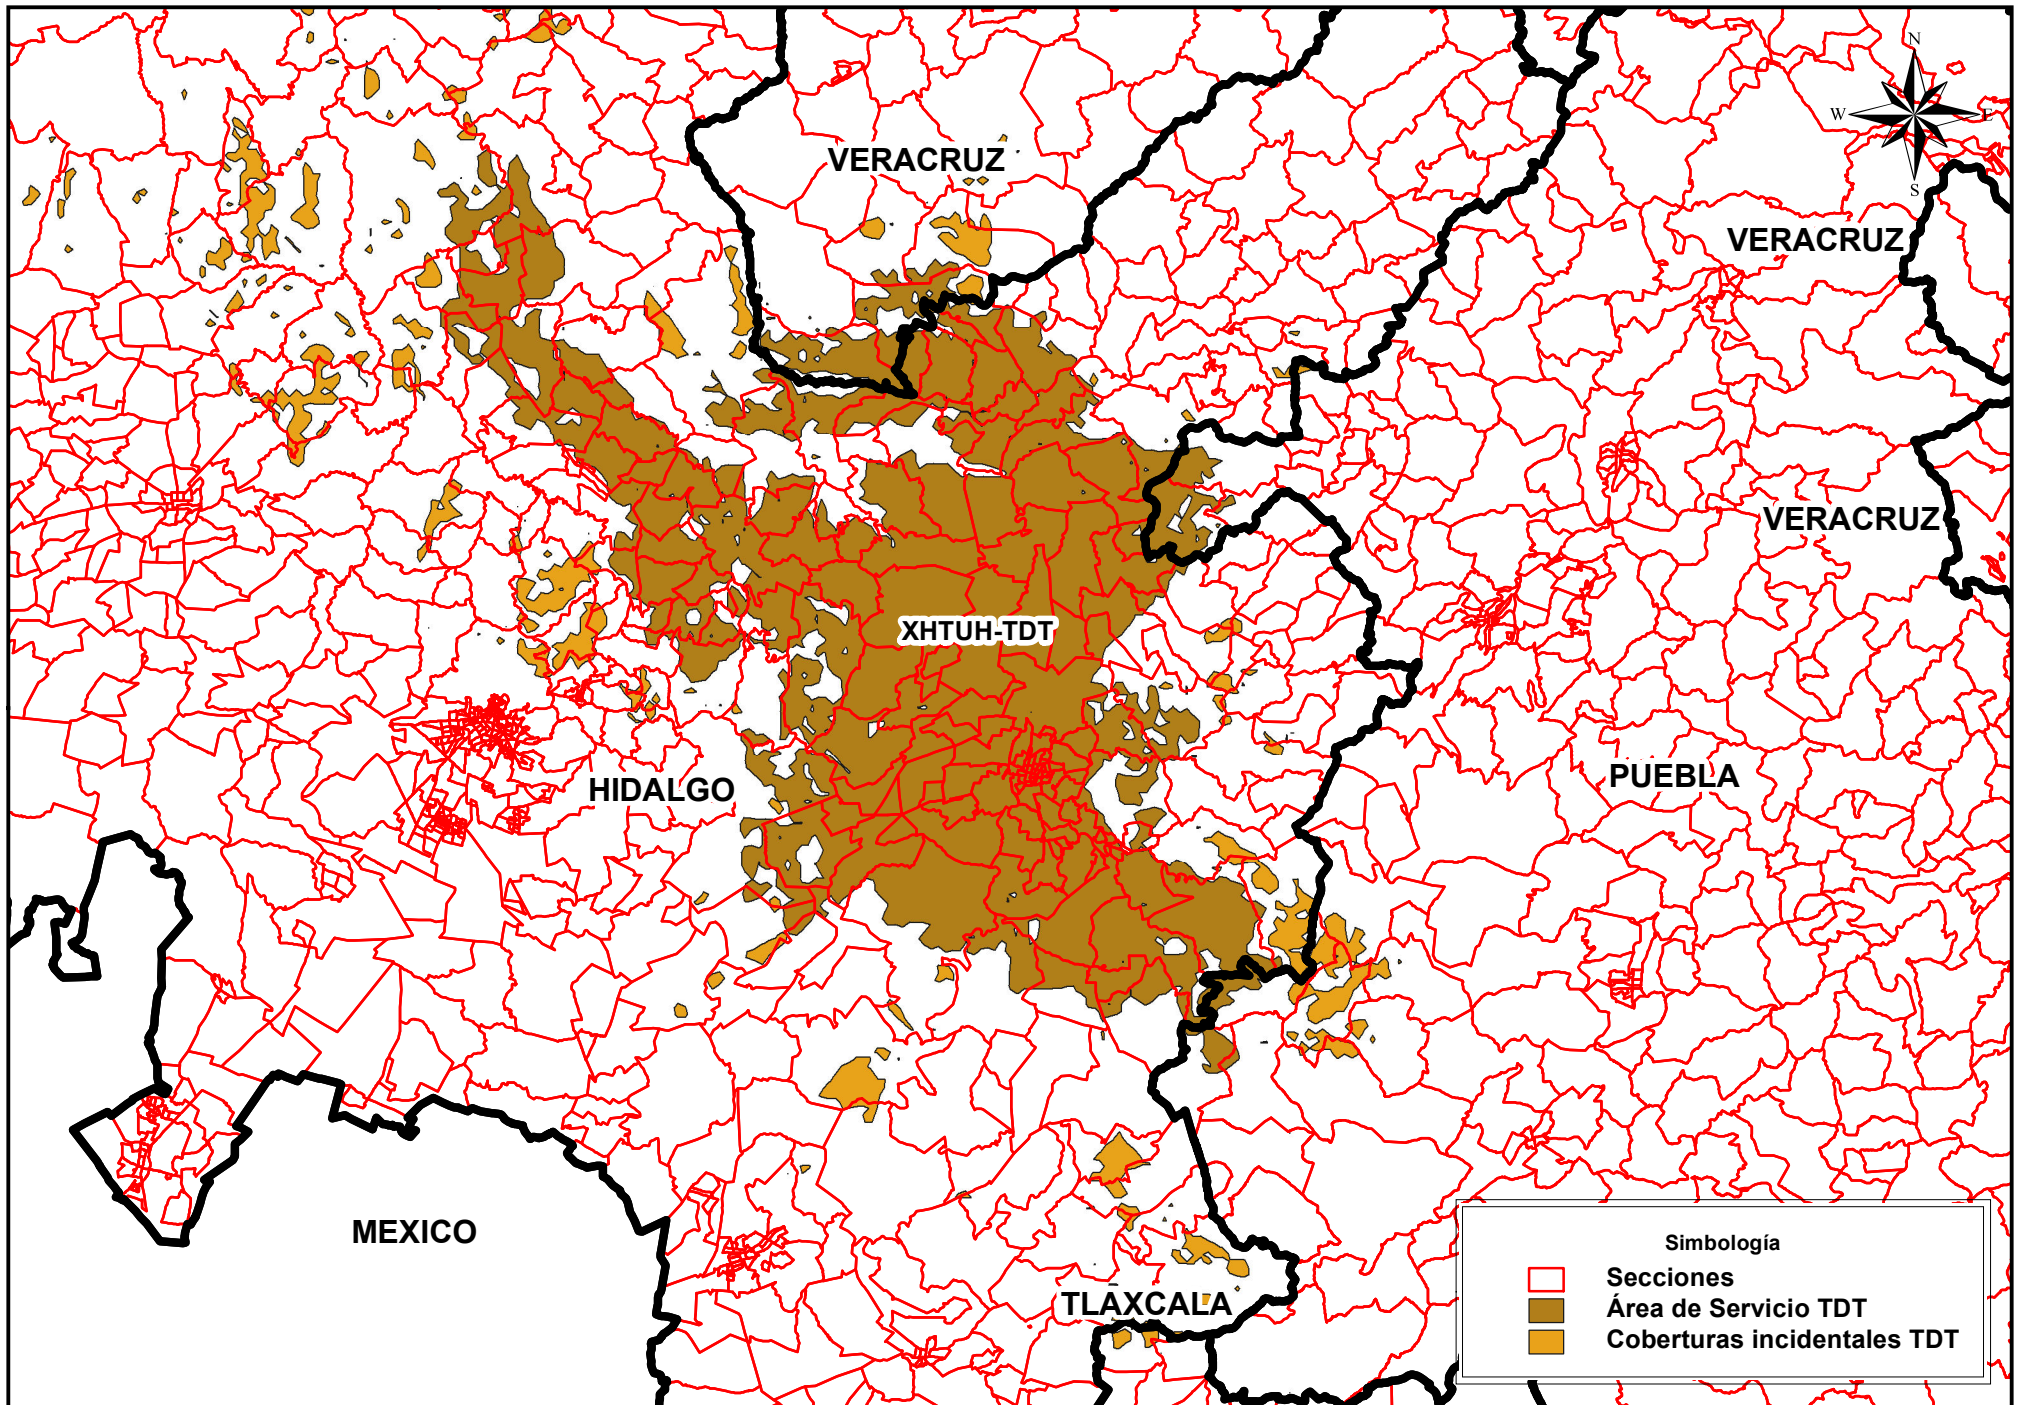 N
W E
S
VERACRUZ
VERACRUZ
VERACRUZ
XHTUH-TDT
HIDALGO
PUEBLA
MEXICO
TLAXCALA
Simbología
Secciones
Área de Servicio TDT
Coberturas incidentales TDT